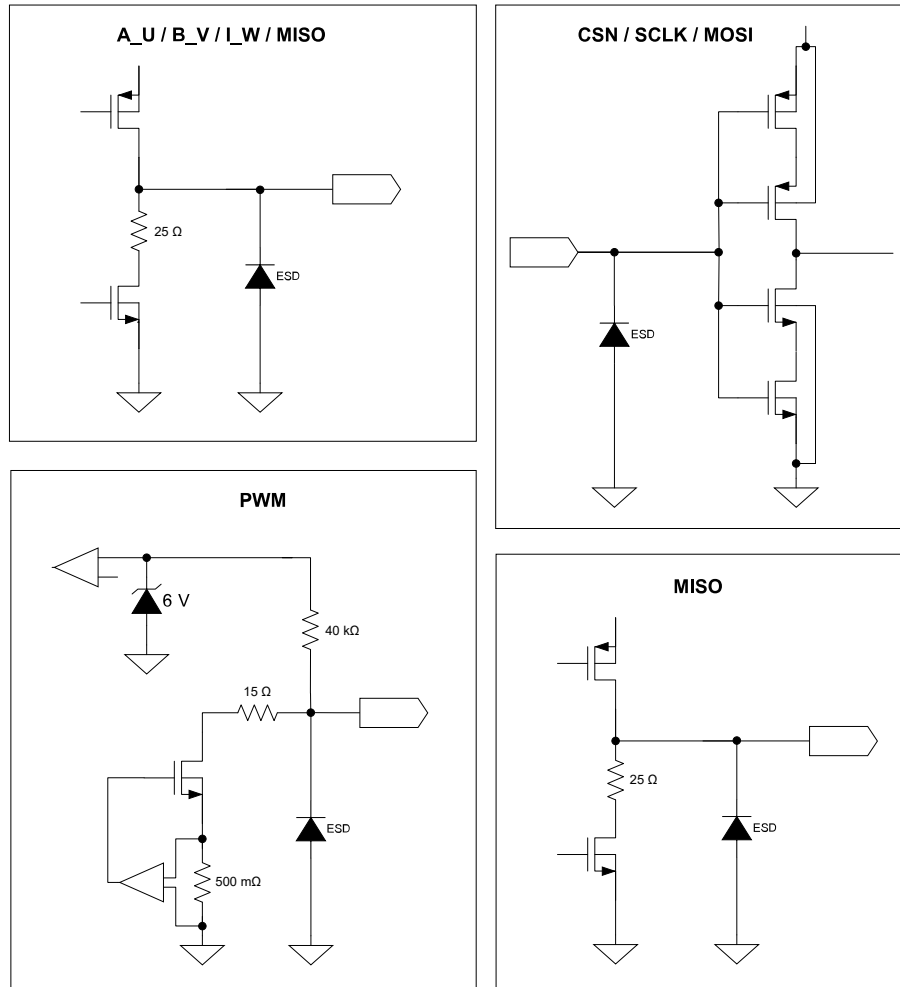 A_U / B_V / I_W / MISO
25 Ω
ESD
CSN / SCLK / MOSI
ESD
PWM
6 V
40 kΩ
15 Ω
ESD
500 mΩ
MISO
25 Ω
ESD